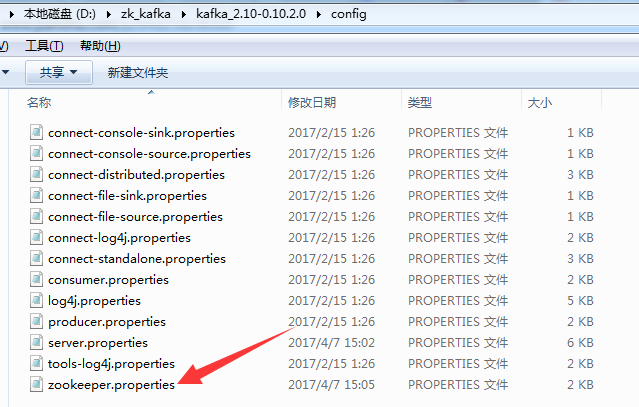 本地磁盘 (D:) ▸ zk_kafka ▸ kafka_2.10-0.10.2.0 ▸ config
V) 工具(T) 帮助(H)
共享 ▼ 新建文件夹
名称 修改日期 类型 大小
connect-console-sink.properties 2017/2/15 1:26 PROPERTIES 文件 1 KB
connect-console-source.properties 2017/2/15 1:26 PROPERTIES 文件 1 KB
connect-distributed.properties 2017/2/15 1:26 PROPERTIES 文件 3 KB
connect-file-sink.properties 2017/2/15 1:26 PROPERTIES 文件 1 KB
connect-file-source.properties 2017/2/15 1:26 PROPERTIES 文件 1 KB
connect-log4j.properties 2017/2/15 1:26 PROPERTIES 文件 2 KB
connect-standalone.properties 2017/2/15 1:26 PROPERTIES 文件 3 KB
consumer.properties 2017/2/15 1:26 PROPERTIES 文件 2 KB
log4j.properties 2017/2/15 1:26 PROPERTIES 文件 5 KB
producer.properties 2017/2/15 1:26 PROPERTIES 文件 2 KB
server.properties 2017/4/7 15:02 PROPERTIES 文件 6 KB
tools-log4j.properties 2017/2/15 1:26 PROPERTIES 文件 2 KB
zookeeper.properties 2017/4/7 15:05 PROPERTIES 文件 2 KB